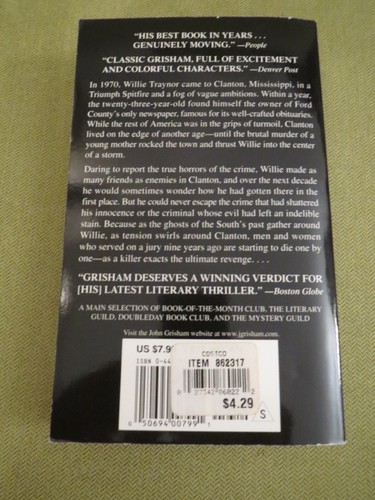 "HIS BEST BOOK IN YEARS . . .
GENUINELY MOVING." —People
"CLASSIC GRISHAM, FULL OF EXCITEMENT
AND COLORFUL CHARACTERS." —Denver Post
In 1970, Willie Traynor came to Clanton, Mississippi, in a
Triumph Spitfire and a fog of vague ambitions. Within a year,
the twenty-three-year-old found himself the owner of Ford
County's only newspaper, famous for its well-crafted obituaries.
While the rest of America was in the grips of turmoil, Clanton
lived on the edge of another age—until the brutal murder of a
young mother rocked the town and thrust Willie into the center
of a storm.
Daring to report the true horrors of the crime, Willie made as
many friends as enemies in Clanton, and over the next decade
he would sometimes wonder how he had gotten there in the
first place. But he could never escape the crime that had shattered
his innocence or the criminal whose evil had left an indelible
stain. Because as the ghosts of the South's past gather around
Willie, as tension swirls around Clanton, men and women
who served on a jury nine years ago are starting to die one by
one—as a killer exacts the ultimate revenge. . . .
"GRISHAM DESERVES A WINNING VERDICT FOR
[HIS] LATEST LITERARY THRILLER." —Boston Globe
A MAIN SELECTION OF BOOK-OF-THE-MONTH CLUB, THE LITERARY
GUILD, DOUBLEDAY BOOK CLUB, AND THE MYSTERY GUILD
Visit the John Grisham website at www.jgrisham.com.
US $7.9
ISBN 0-44
COSTCO
ITEM 862317
$4.29
S
50694 00799